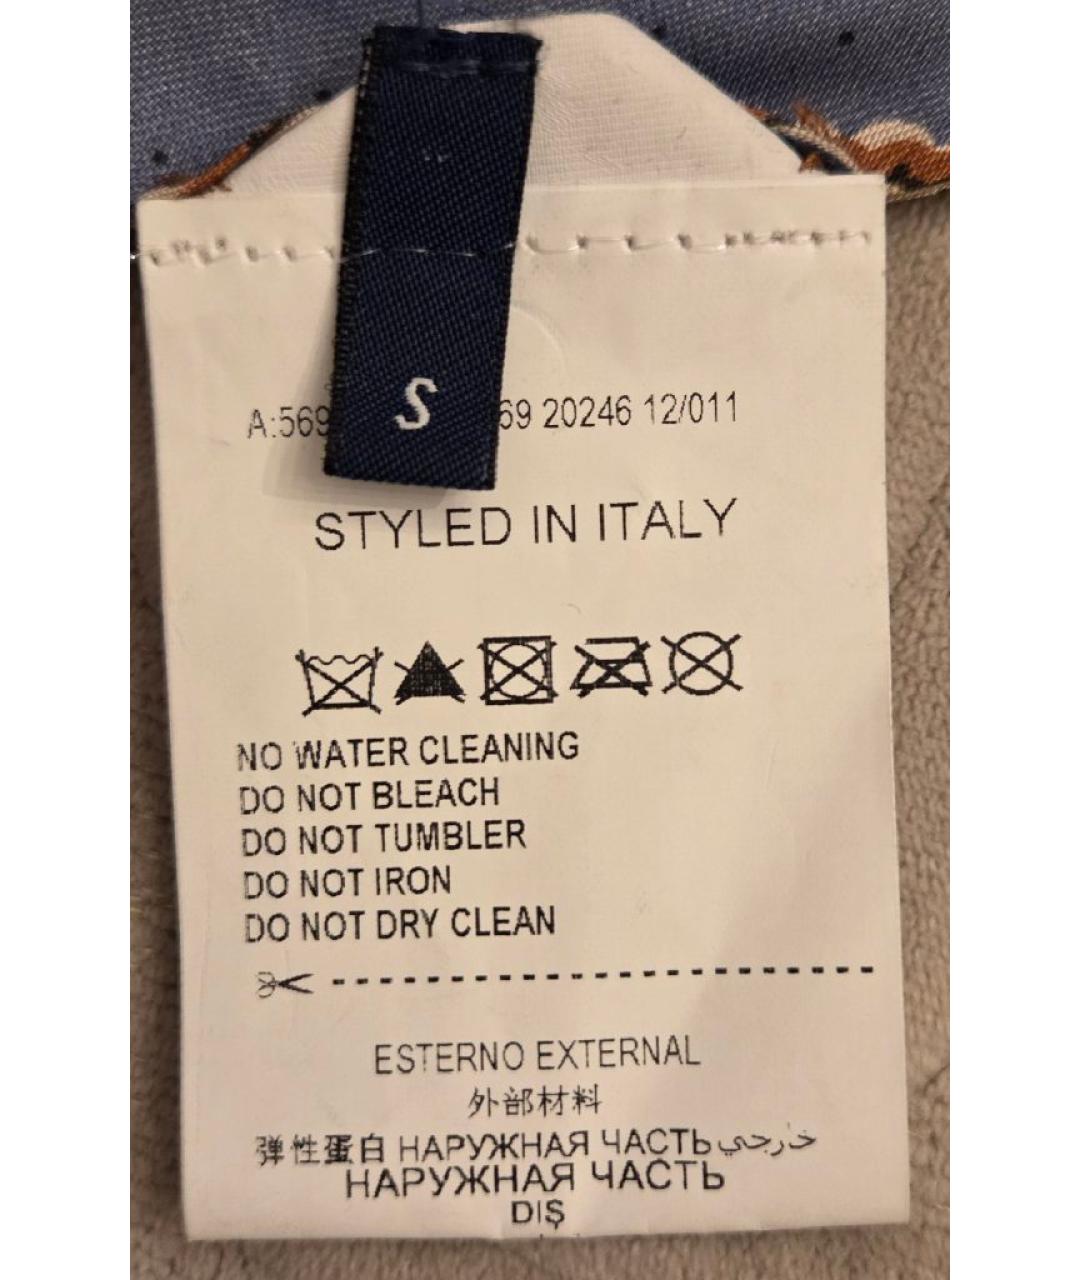 S
A:569 69 20246 12/011
STYLED IN ITALY
NO WATER CLEANING
DO NOT BLEACH
DO NOT TUMBLER
DO NOT IRON
DO NOT DRY CLEAN
ESTERNO EXTERNAL
外部材料
弹性蛋白 НАРУЖНАЯ ЧАСТЬ خارجي
НАРУЖНАЯ ЧАСТЬ
DIŞ